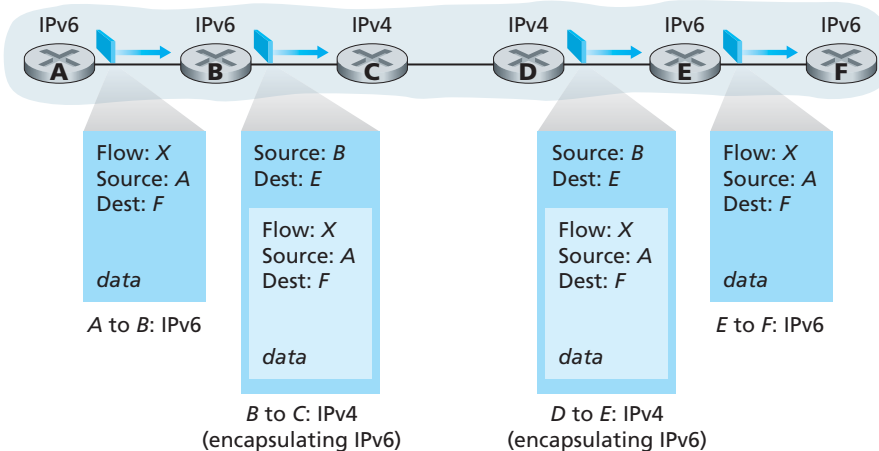 IPv6 IPv6 IPv4 IPv4 IPv6 IPv6
A B C D E F
Flow: X
Source: A
Dest: F
data
A to B: IPv6
Source: B
Dest: E
Flow: X
Source: A
Dest: F
data
B to C: IPv4
(encapsulating IPv6)
Source: B
Dest: E
Flow: X
Source: A
Dest: F
data
D to E: IPv4
(encapsulating IPv6)
Flow: X
Source: A
Dest: F
data
E to F: IPv6